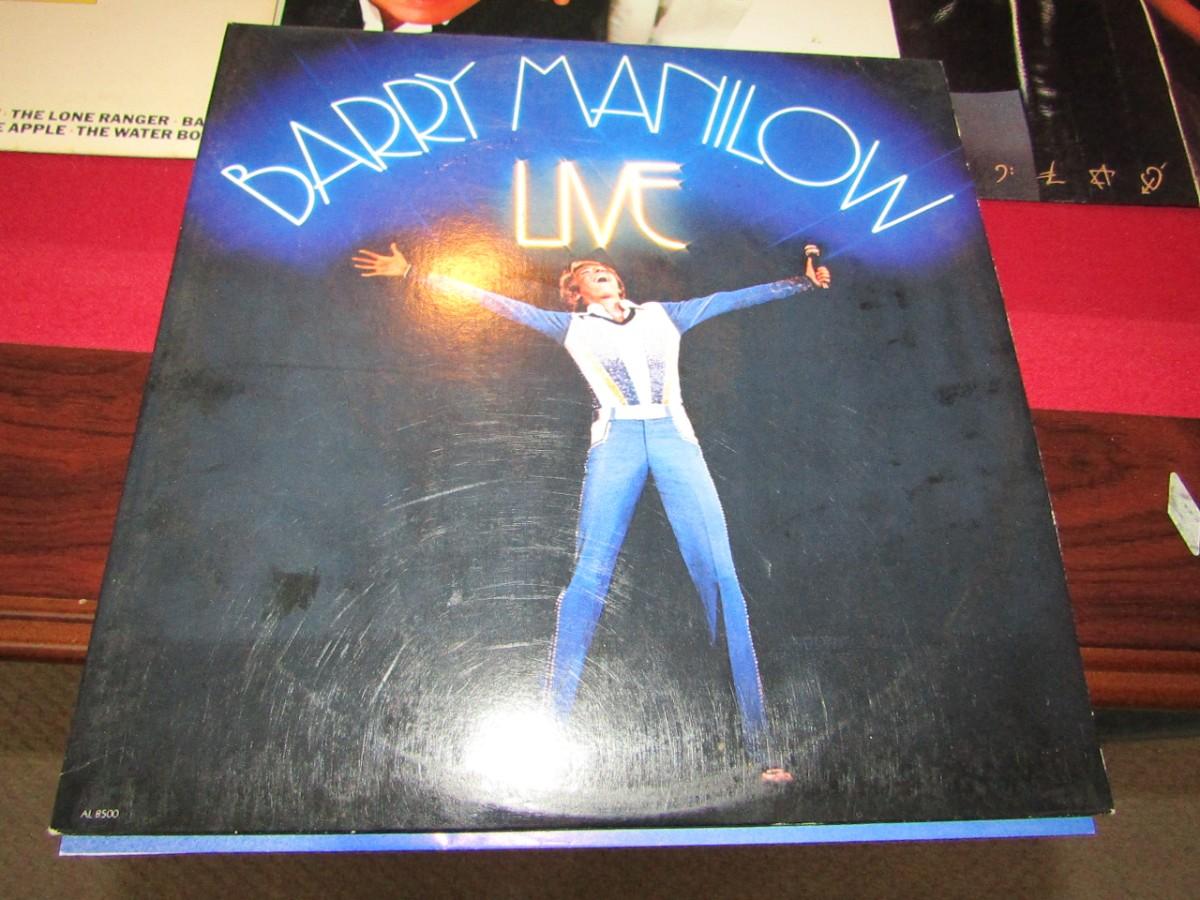 THE LONE RANGER · BA
E APPLE · THE WATER BO
BARRY MANILOW
LIVE
AL 8500